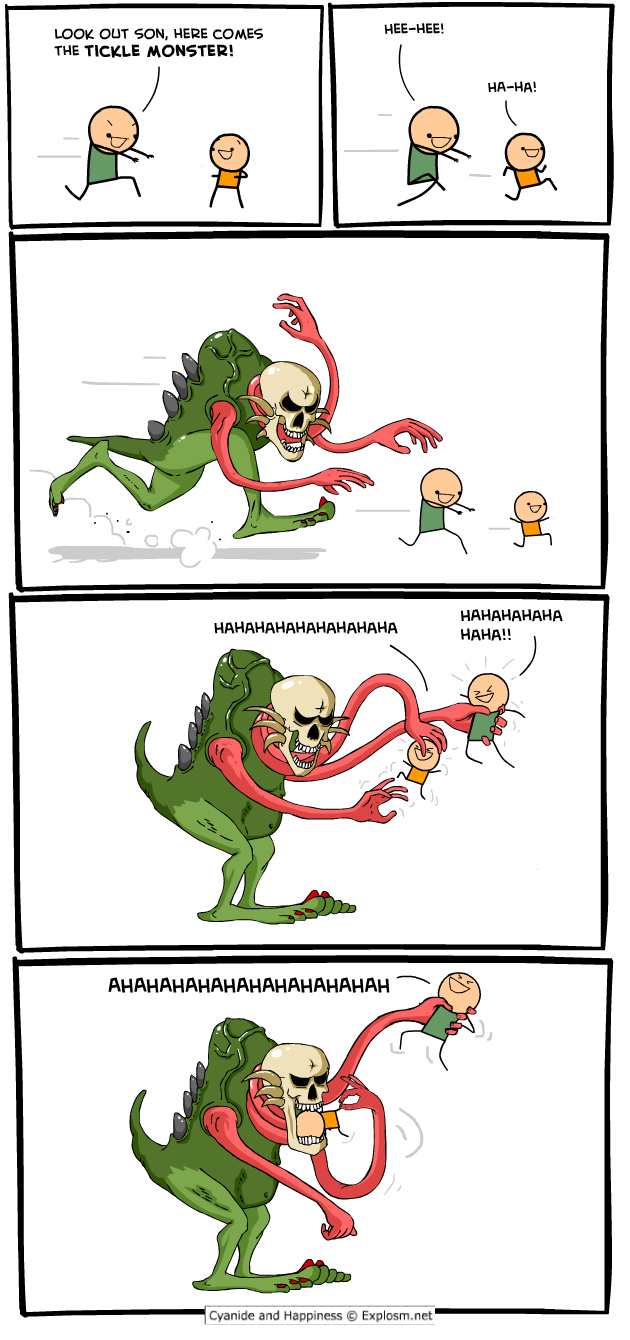 LOOK OUT SON, HERE COMES
THE TICKLE MONSTER!
HEE-HEE!
HA-HA!
HAHAHAHAHAHAHAHAHA
HAHAHAHAHA
HAHA!!
AHAHAHAHAHAHAHAHAHAHAH
Cyanide and Happiness © Explosm.net